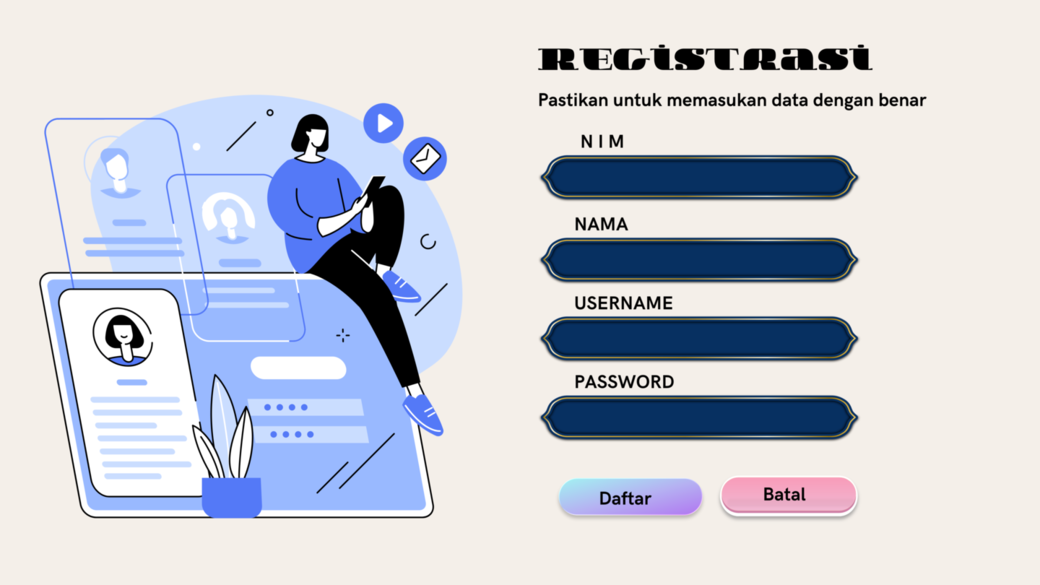 REGiSTRaSi
Pastikan untuk memasukan data dengan benar
N I M
NAMA
USERNAME
PASSWORD
Daftar
Batal